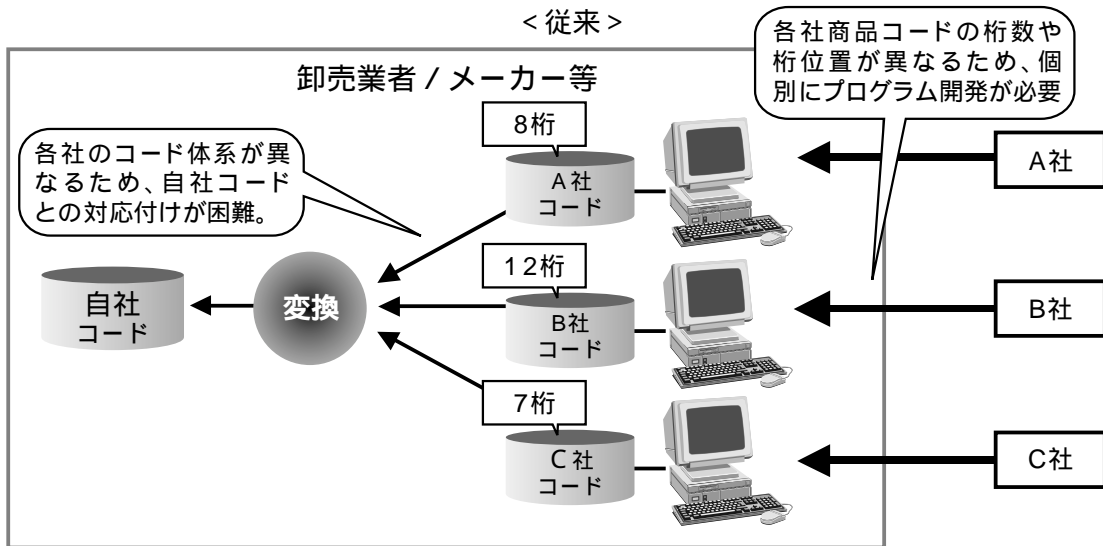 <従来>
各社商品コードの桁数や
桁位置が異なるため、個
別にプログラム開発が必要
卸売業者/メーカー等
各社のコード体系が異
なるため、自社コード
との対応付けが困難。
8桁
A社
コード
A社
12桁
B社
コード
B社
7桁
C社
コード
C社
変換
自社
コード